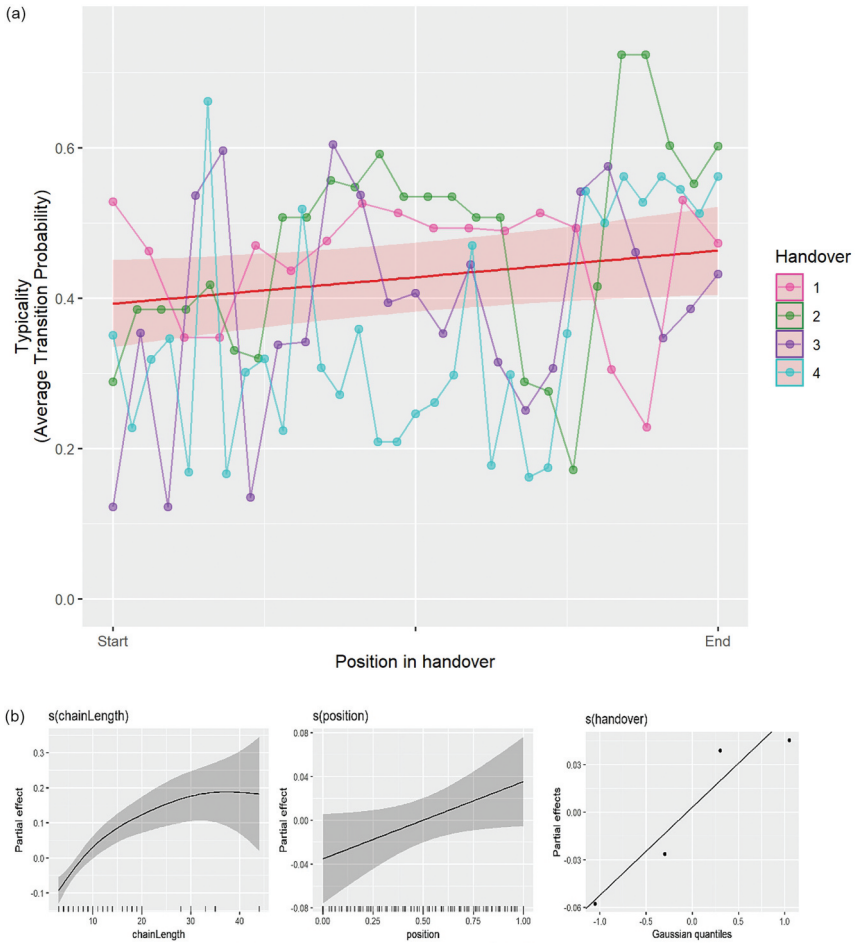 (a)
0.6
0.4
0.2
0.0
Typicality
(Average Transition Probability)
Start
End
Position in handover
Handover
1
2
3
4
(b)
s(chainLength)
0.3
0.2
0.1
0.0
-0.1
Partial effect
10
20
30
40
chainLength
s(position)
0.08
0.04
0.00
-0.04
-0.08
Partial effect
0.00
0.25
0.50
0.75
1.00
position
s(handover)
0.03
0.00
-0.03
-0.06
Partial effects
-1.0
-0.5
0.0
0.5
1.0
Gaussian quantiles